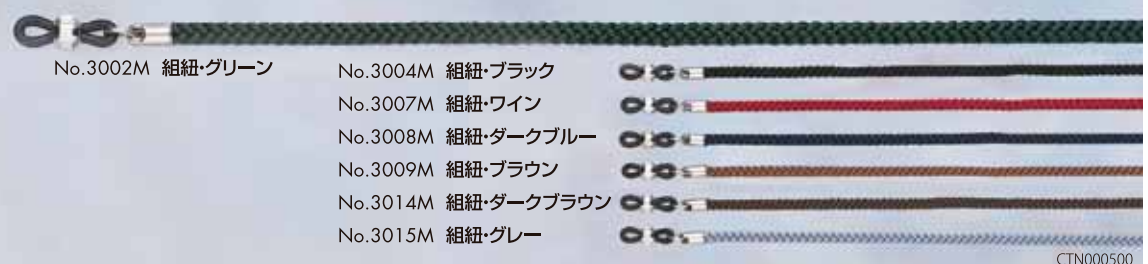 No.3002M 組紐・グリーン
No.3004M 組紐・ブラック
No.3007M 組紐・ワイン
No.3008M 組紐・ダークブルー
No.3009M 組紐・ブラウン
No.3014M 組紐・ダークブラウン
No.3015M 組紐・グレー
CTN000500